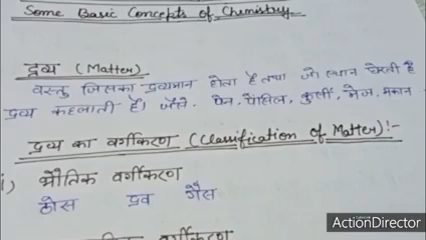 Some Basic Concepts of Chemistry
द्रव्य (Matter)
वस्तु जिसका द्रव्यमान होता है तथा जो स्थान घेरती है
द्रव्य कहलाती है। जैसे- पेन, पेंसिल, कुर्सी, मेज, मकान
द्रव्य का वर्गीकरण (Classification of Matter):-
i) भौतिक वर्गीकरण
ठोस द्रव गैस
वर्गीकरण
ActionDirector